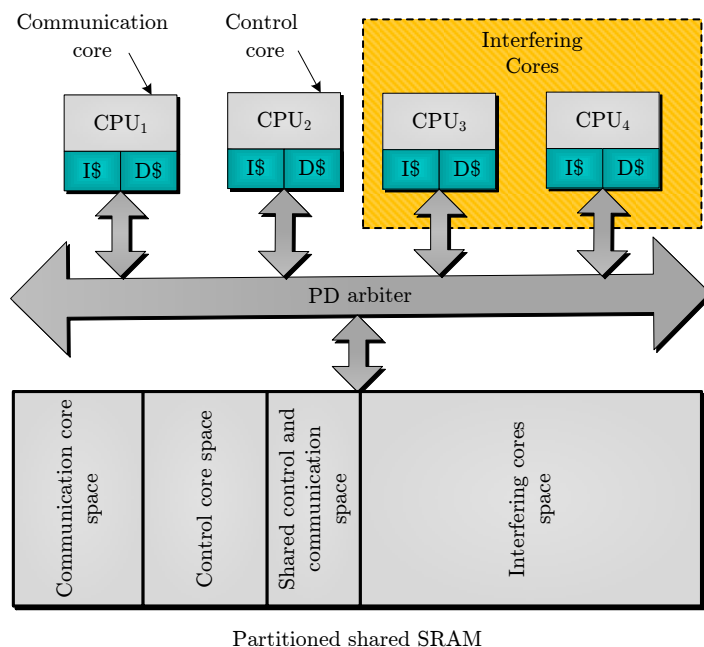 Communication
core
Control
core
Interfering
Cores
CPU₁
CPU₂
CPU₃
CPU₄
I$ D$
I$ D$
I$ D$
I$ D$
PD arbiter
Communication core
space
Control core space
Shared control and
communication
space
Interfering cores
space
Partitioned shared SRAM